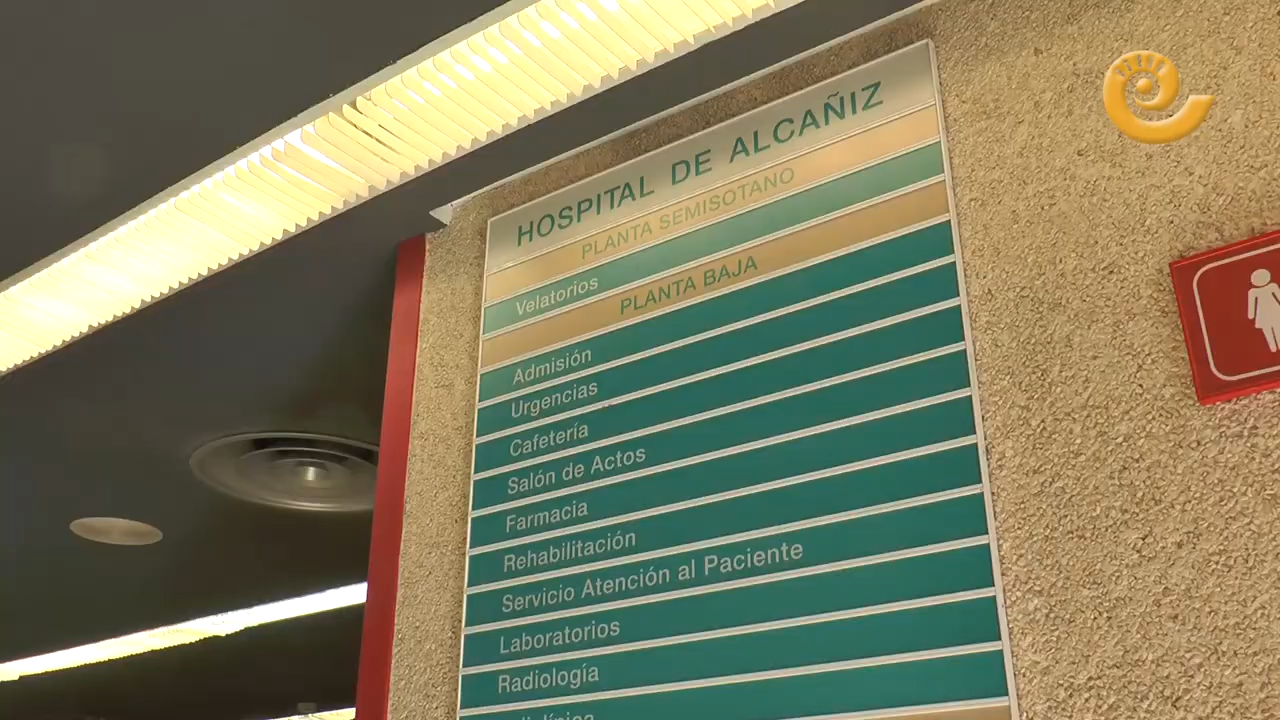 HOSPITAL DE ALCAÑIZ
PLANTA SEMISOTANO
Velatorios
PLANTA BAJA
Admisión
Urgencias
Cafetería
Salón de Actos
Farmacia
Rehabilitación
Servicio Atención al Paciente
Laboratorios
Radiología